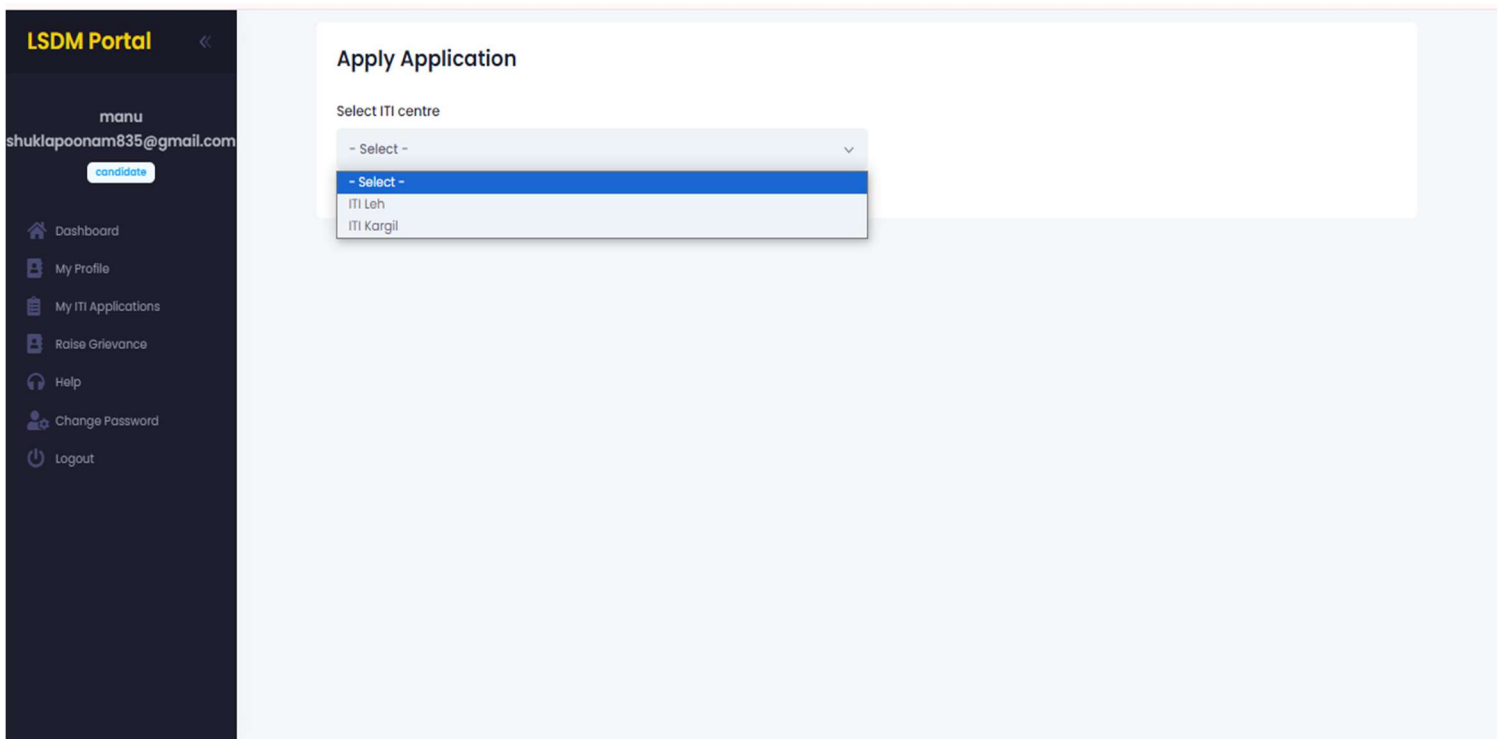 LSDM Portal
manu
shuklapoonam835@gmail.com
candidate
Dashboard
My Profile
My ITI Applications
Raise Grievance
Help
Change Password
Logout
Apply Application
Select ITI centre
- Select -
- Select -
ITI Leh
ITI Kargil